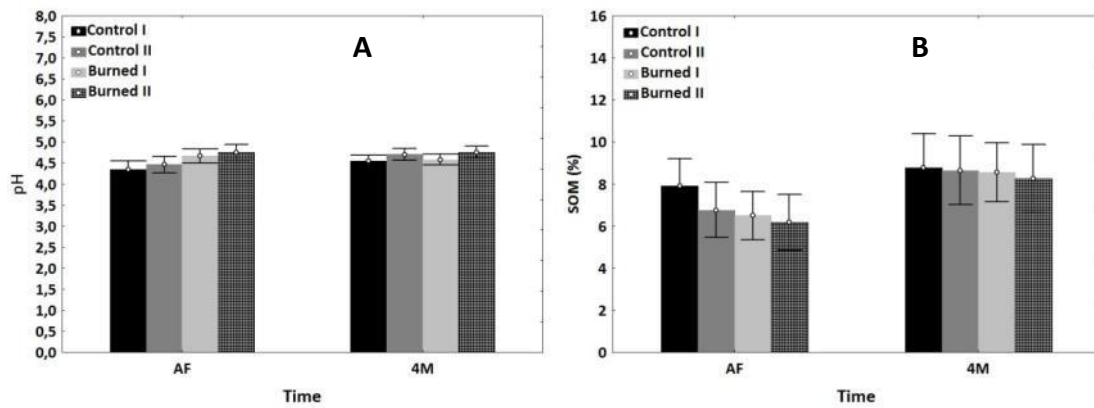 8,0
7,5
7,0
6,5
6,0
5,5
5,0
4,5
4,0
3,5
3,0
2,5
2,0
1,5
1,0
0,5
0,0
pH
Control I
Control II
Burned I
Burned II
A
AF
4M
Time
16
14
12
10
8
6
4
2
0
SOM (%)
Control I
Control II
Burned I
Burned II
B
AF
4M
Time